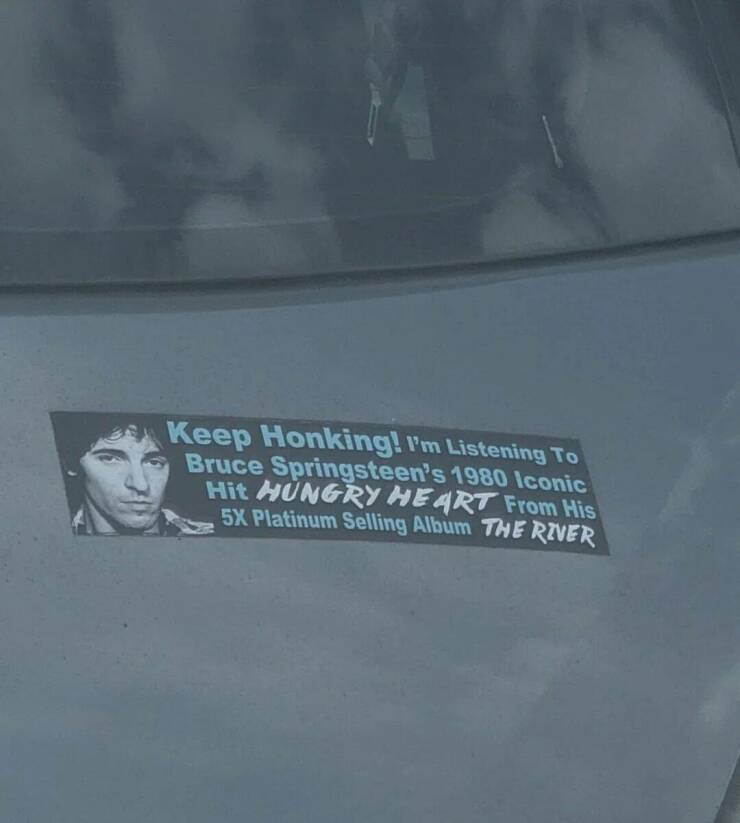 Keep Honking! I'm Listening To
Bruce Springsteen's 1980 Iconic
Hit HUNGRY HEART From His
5X Platinum Selling Album THE RIVER